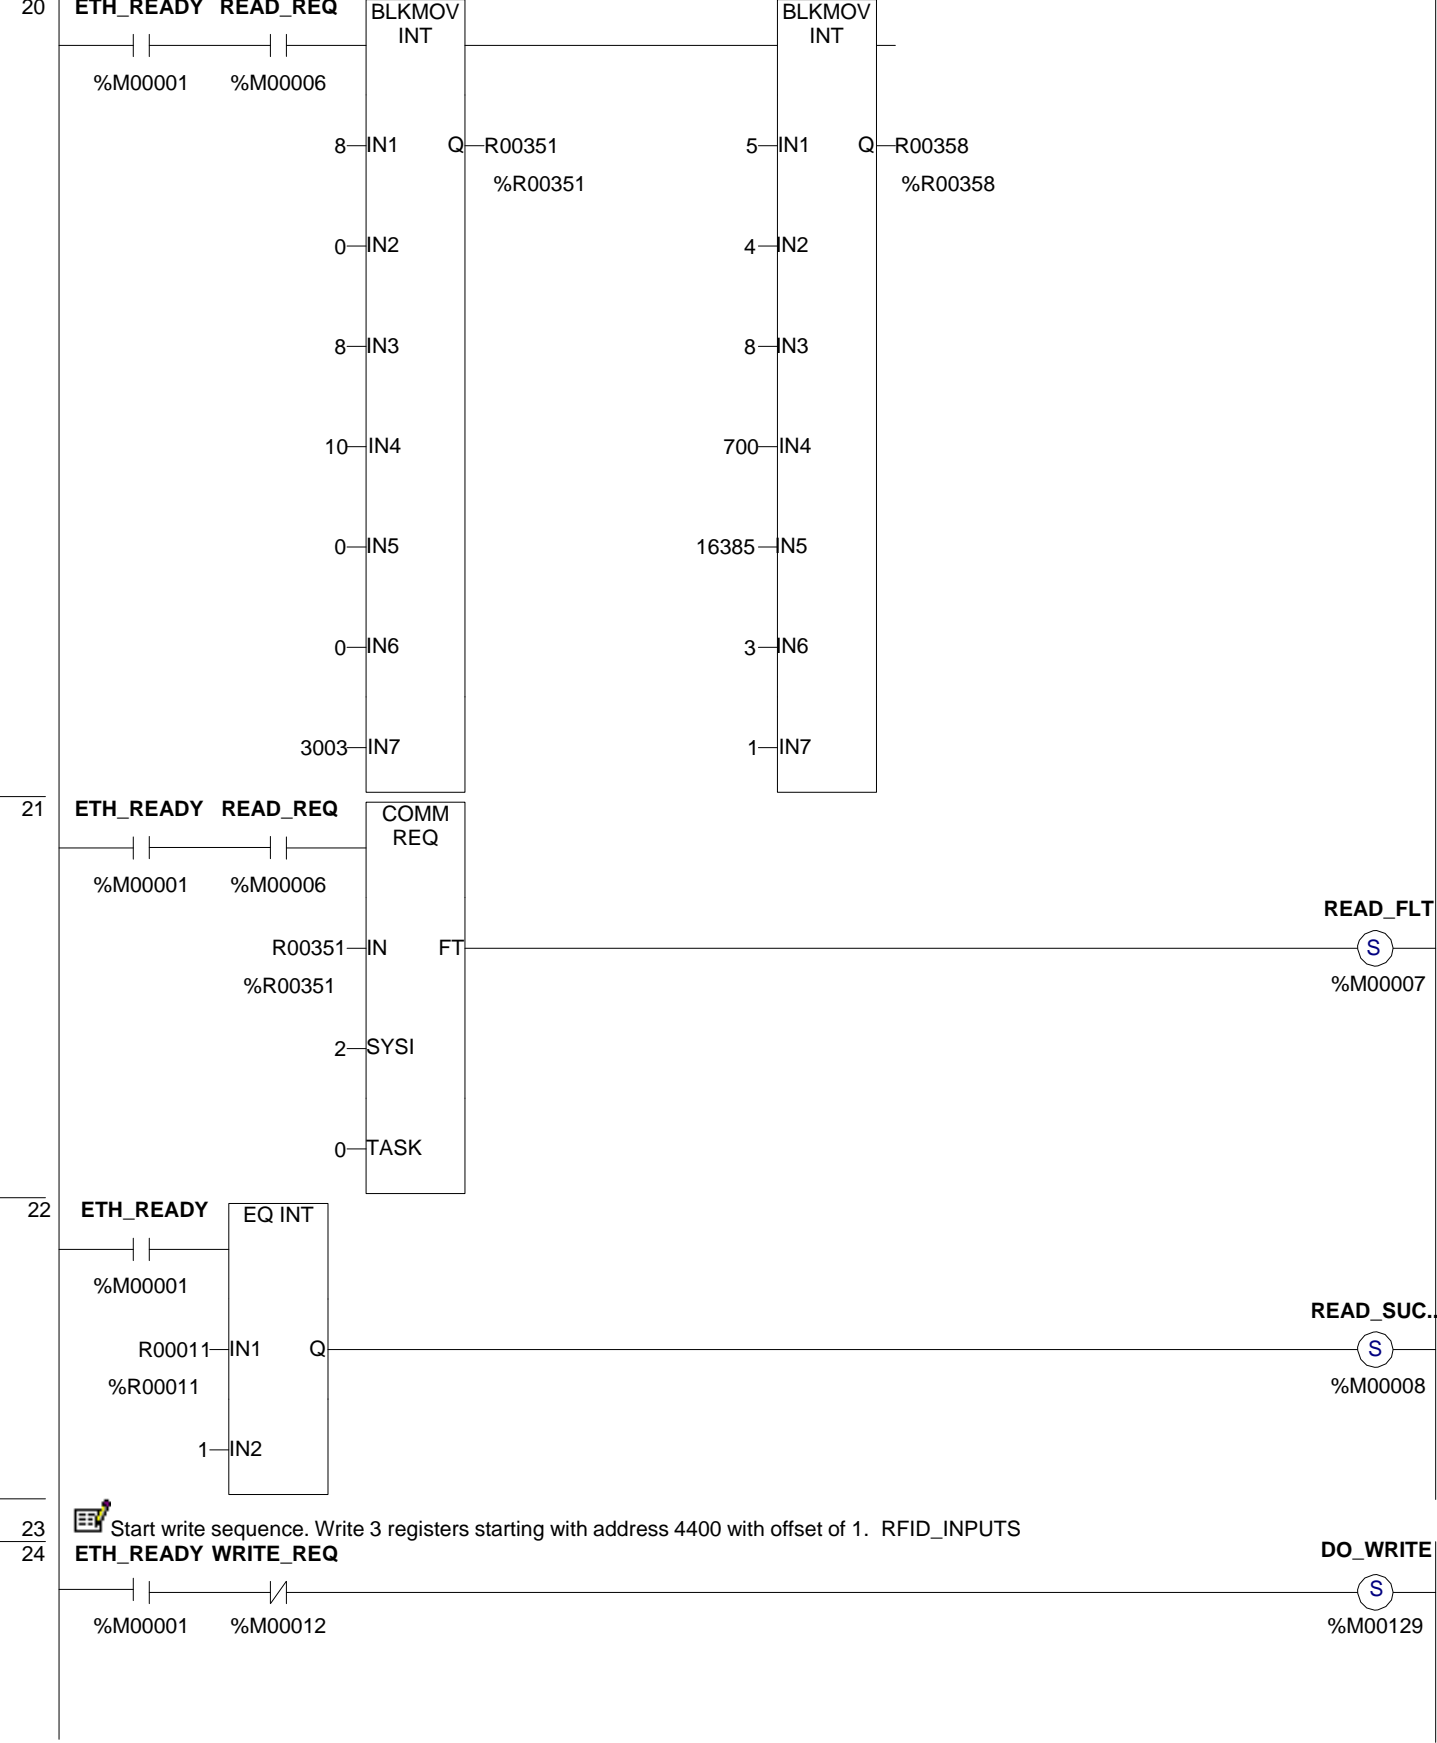 20 ETH_READY READ_REQ BLKMOV INT BLKMOV INT
%M00001 %M00006
8 IN1 Q R00351 5 IN1 Q R00358
%R00351 %R00358
0 IN2 4 IN2
8 IN3 8 IN3
10 IN4 700 IN4
0 IN5 16385 IN5
0 IN6 3 IN6
3003 IN7 1 IN7
21 ETH_READY READ_REQ COMM REQ
%M00001 %M00006
READ_FLT
R00351 IN FT S
%R00351 %M00007
2 SYSI
0 TASK
22 ETH_READY EQ INT
%M00001
READ_SUC..
R00011 IN1 Q S
%R00011 %M00008
1 IN2
23 Start write sequence. Write 3 registers starting with address 4400 with offset of 1. RFID_INPUTS
24 ETH_READY WRITE_REQ DO_WRITE
S
%M00001 %M00012 %M00129